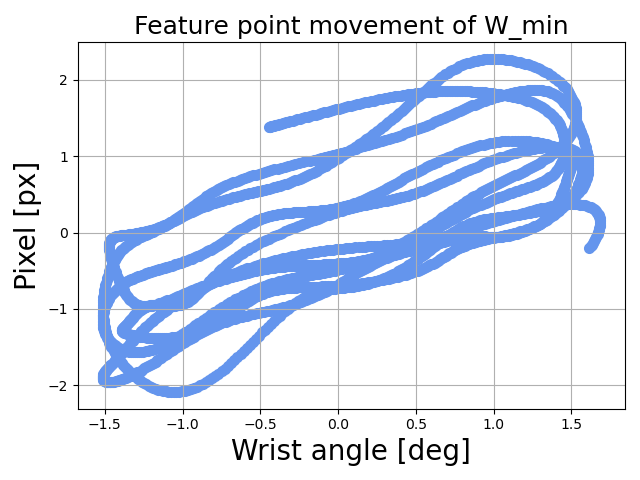 Feature point movement of W_min
Pixel [px]
2
1
0
−1
−2
−1.5 −1.0 −0.5 0.0 0.5 1.0 1.5
Wrist angle [deg]